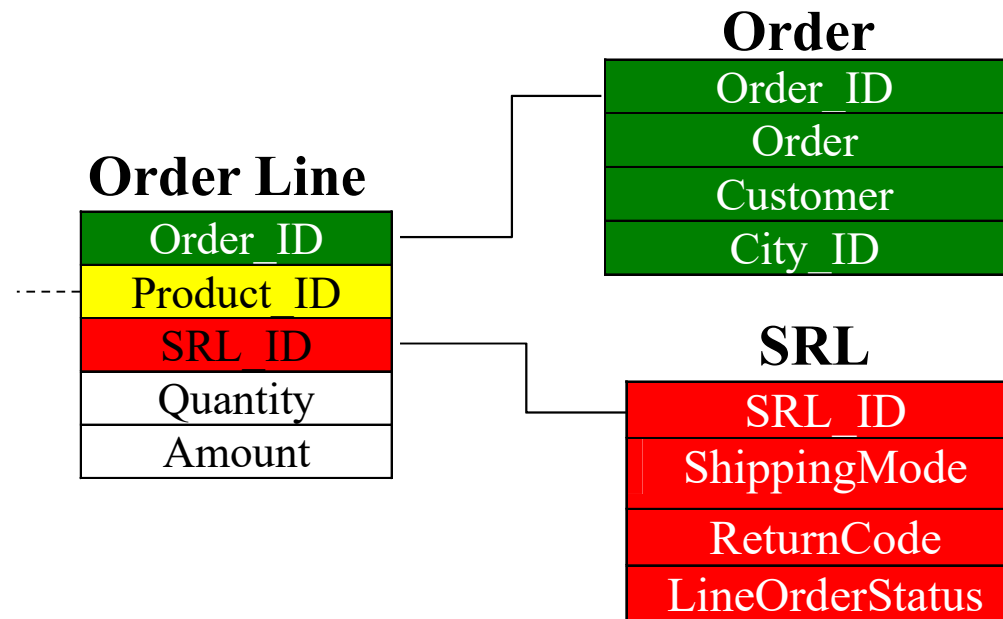 Order
Order_ID
Order
Customer
City_ID
Order Line
Order_ID
Product_ID
SRL_ID
Quantity
Amount
SRL
SRL_ID
ShippingMode
ReturnCode
LineOrderStatus